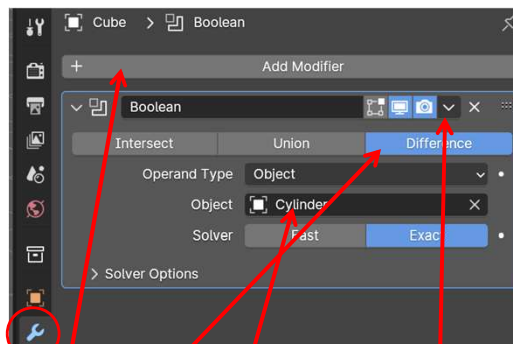 Cube > Boolean
+ Add Modifier
Boolean
Intersect Union Difference
Operand Type Object
Object Cylinder
Solver Fast Exact
> Solver Options